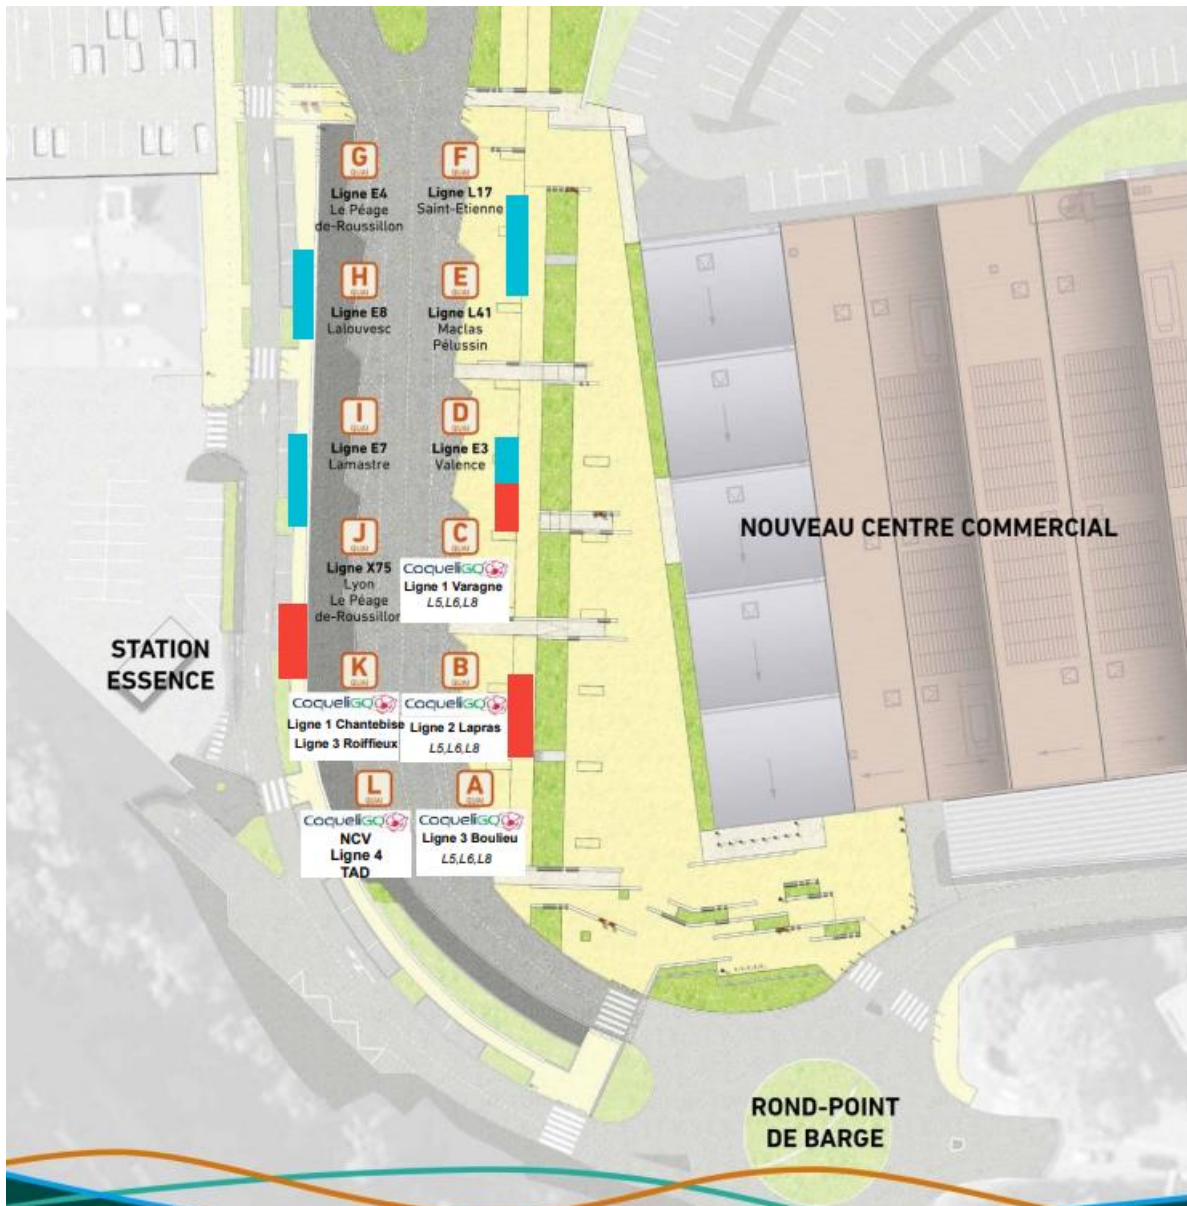 G
QUAI
Ligne E4
Le Péage
de-Roussillon
F
QUAI
Ligne L17
Saint-Etienne
H
QUAI
Ligne E8
Lalouvesc
E
QUAI
Ligne L41
Maclas
Pélussin
I
QUAI
Ligne E7
Lamastre
D
QUAI
Ligne E3
Valence
J
QUAI
Ligne X75
Lyon
Le Péage
de-Roussillon
C
QUAI
CoqueliGO
Ligne 1 Varagne
L5,L6,L8
NOUVEAU CENTRE COMMERCIAL
STATION
ESSENCE
K
QUAI
CoqueliGO
Ligne 1 Chantebise
Ligne 3 Roiffieux
B
QUAI
CoqueliGO
Ligne 2 Lapras
L5,L6,L8
L
QUAI
CoqueliGO
NCV
Ligne 4
TAD
A
QUAI
CoqueliGO
Ligne 3 Boulieu
L5,L6,L8
ROND-POINT
DE BARGE